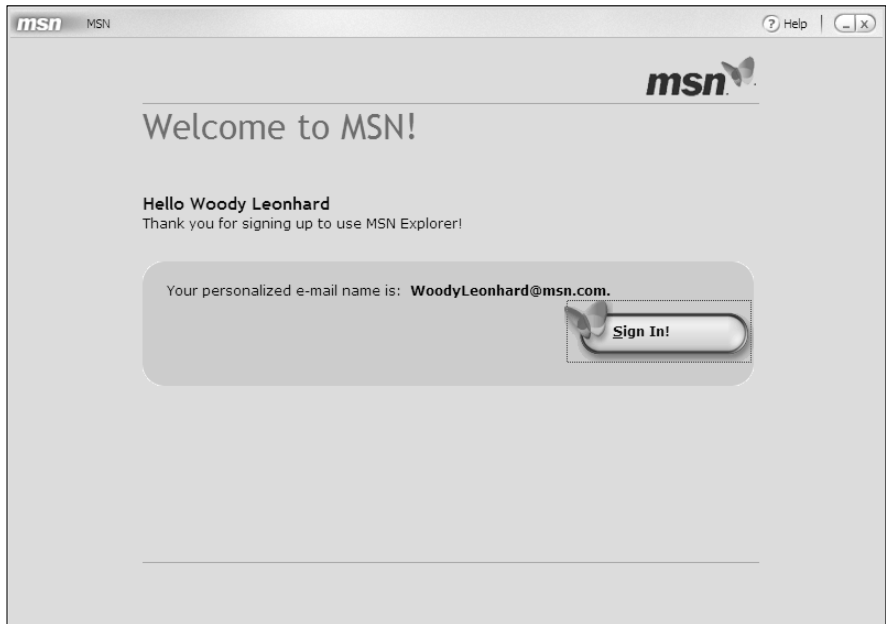 msn MSN Help
msn
Welcome to MSN!
Hello Woody Leonhard
Thank you for signing up to use MSN Explorer!
Your personalized e-mail name is: WoodyLeonhard@msn.com.
Sign In!